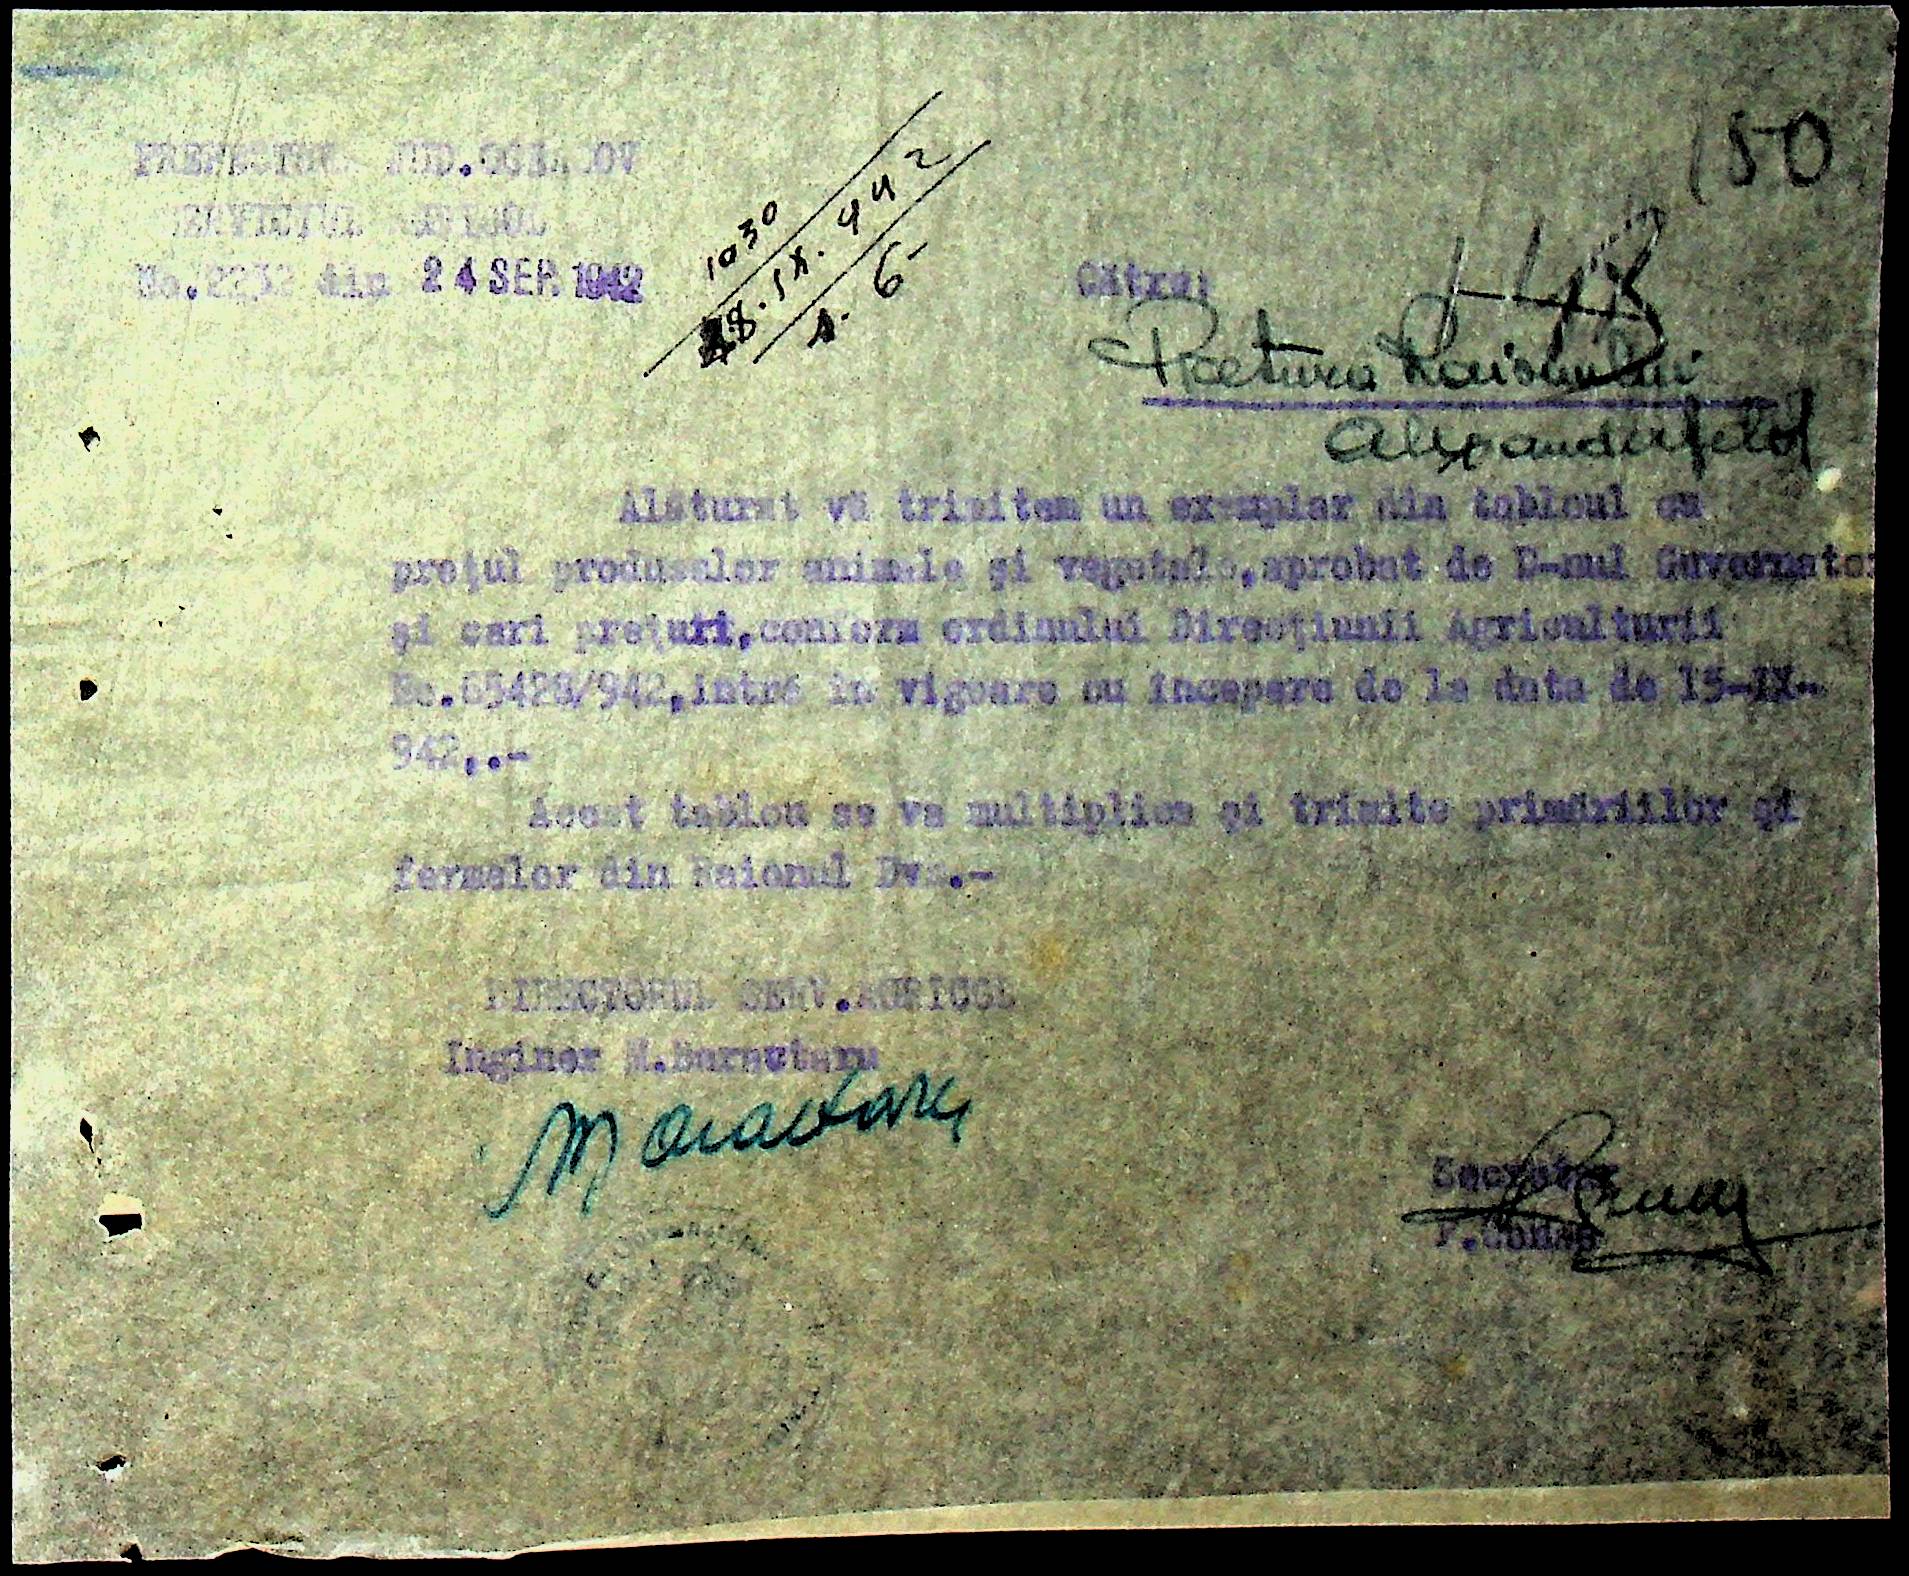 150
PREFECTURA JUD.OCEACOV
SERVICIUL AGRICOL
No.2232 din 24 SEP. 1942
1030
28.IX.942
A. 6-
Către:
148
Pretura Raionului
Alexanderfeld
Alăturat vă trimitem un exemplar din tabloul cu
prețul produselor animale și vegetale,aprobat de D-nul Guvernator
și cari prețuri,conform ordinului Direcțiunii Agriculturii
No.65428/942,intră în vigoare cu începere de la data de 15-IX-
942,.-
Acest tablou se va multiplica și trimite primăriilor și
fermelor din Raionul Dvs.-
DIRECTORUL SERV.AGRICOL
Inginer M.
Secretar